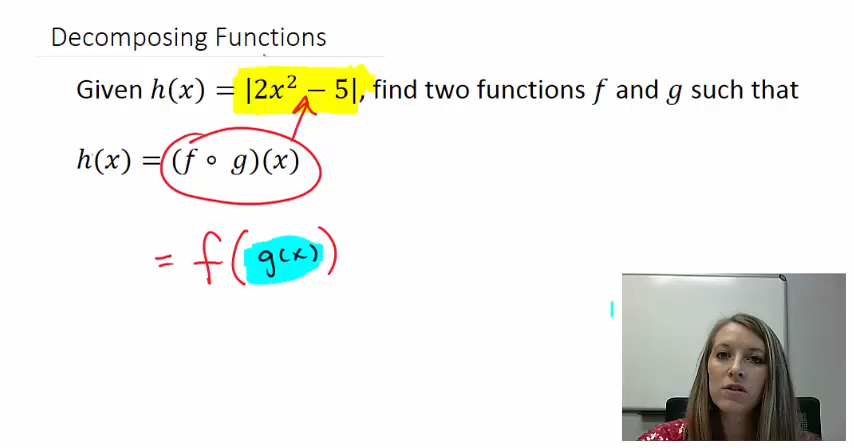 Decomposing Functions
Given h(x) = |2x² − 5|, find two functions f and g such that
h(x) = (f ∘ g)(x)
= f(g(x))